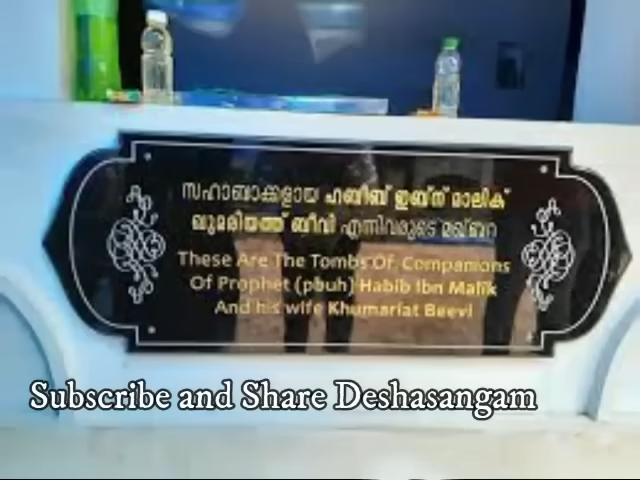 സഹാബാക്കളായ ഹബീബ് ഇബ്ന് മാലിക്
ഖുമരിയത്ത് ബീവി എന്നിവരുടെ മഖ്ബറ
These Are The Tombs Of Companions
Of Prophet (pbuh) Habib Ibn Malik
And his wife Khumariat Beevi
Subscribe and Share Deshasangam